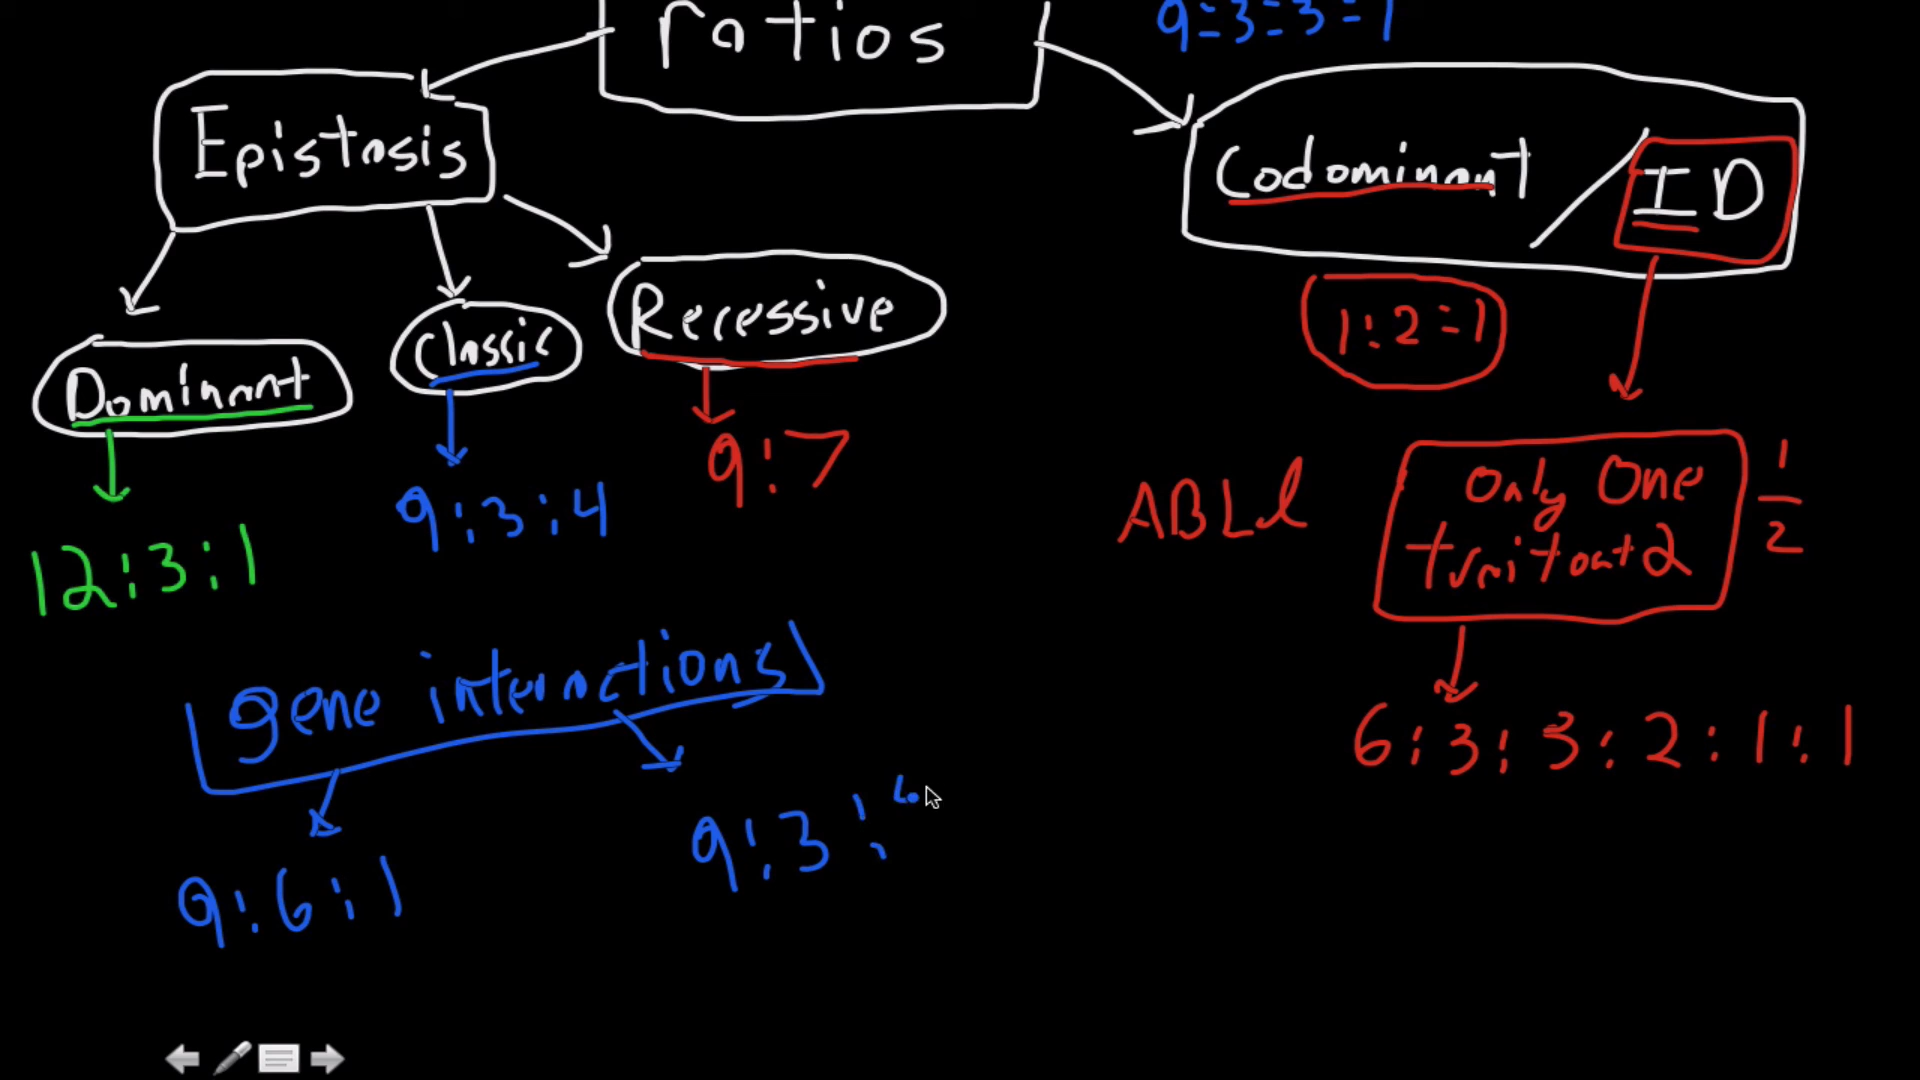 ratios
9:3:3:1
Epistasis
Codominant / ID
Recessive
Classic
Dominant
1:2:1
9:7
9:3:4
12:3:1
ABLl
Only One
trait out 2
1/2
gene interactions
6:3:3:2:1:1
9:3:
9:6:1